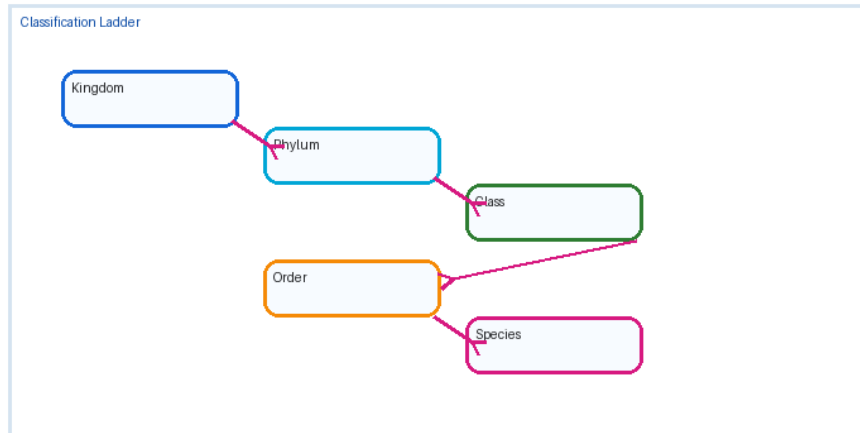 Classification Ladder
Kingdom
Phylum
Class
Order
Species